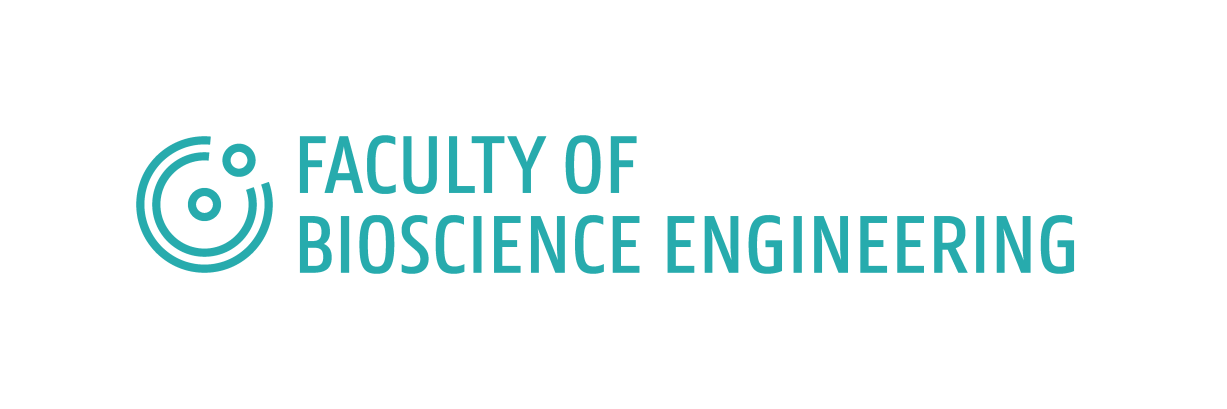 FACULTY OF
BIOSCIENCE ENGINEERING